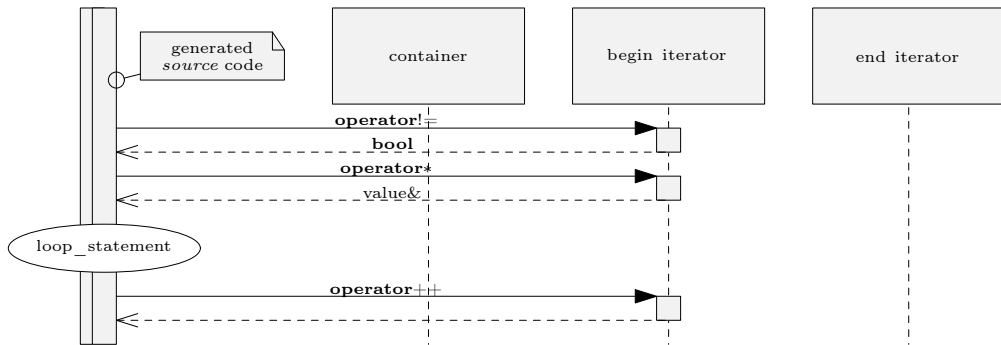 generated
source code
container
begin iterator
end iterator
operator!=
bool
operator*
value&
loop_statement
operator++